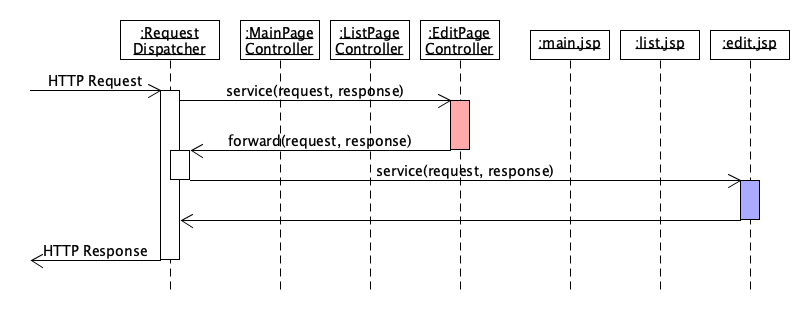 :Request
Dispatcher
:MainPage
Controller
:ListPage
Controller
:EditPage
Controller
:main.jsp
:list.jsp
:edit.jsp
HTTP Request
service(request, response)
forward(request, response)
service(request, response)
HTTP Response